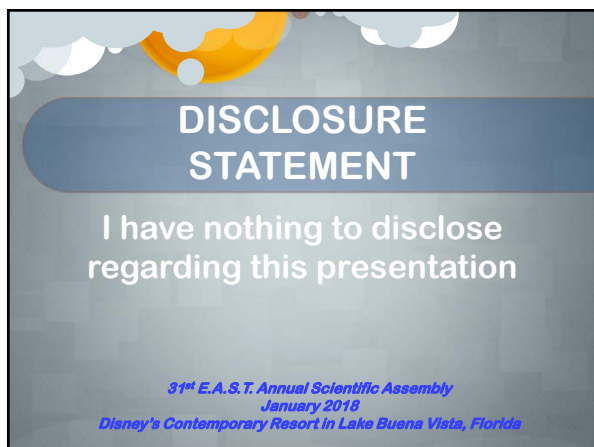 DISCLOSURE
STATEMENT
I have nothing to disclose
regarding this presentation
31st E.A.S.T. Annual Scientific Assembly
January 2018
Disney's Contemporary Resort in Lake Buena Vista, Florida